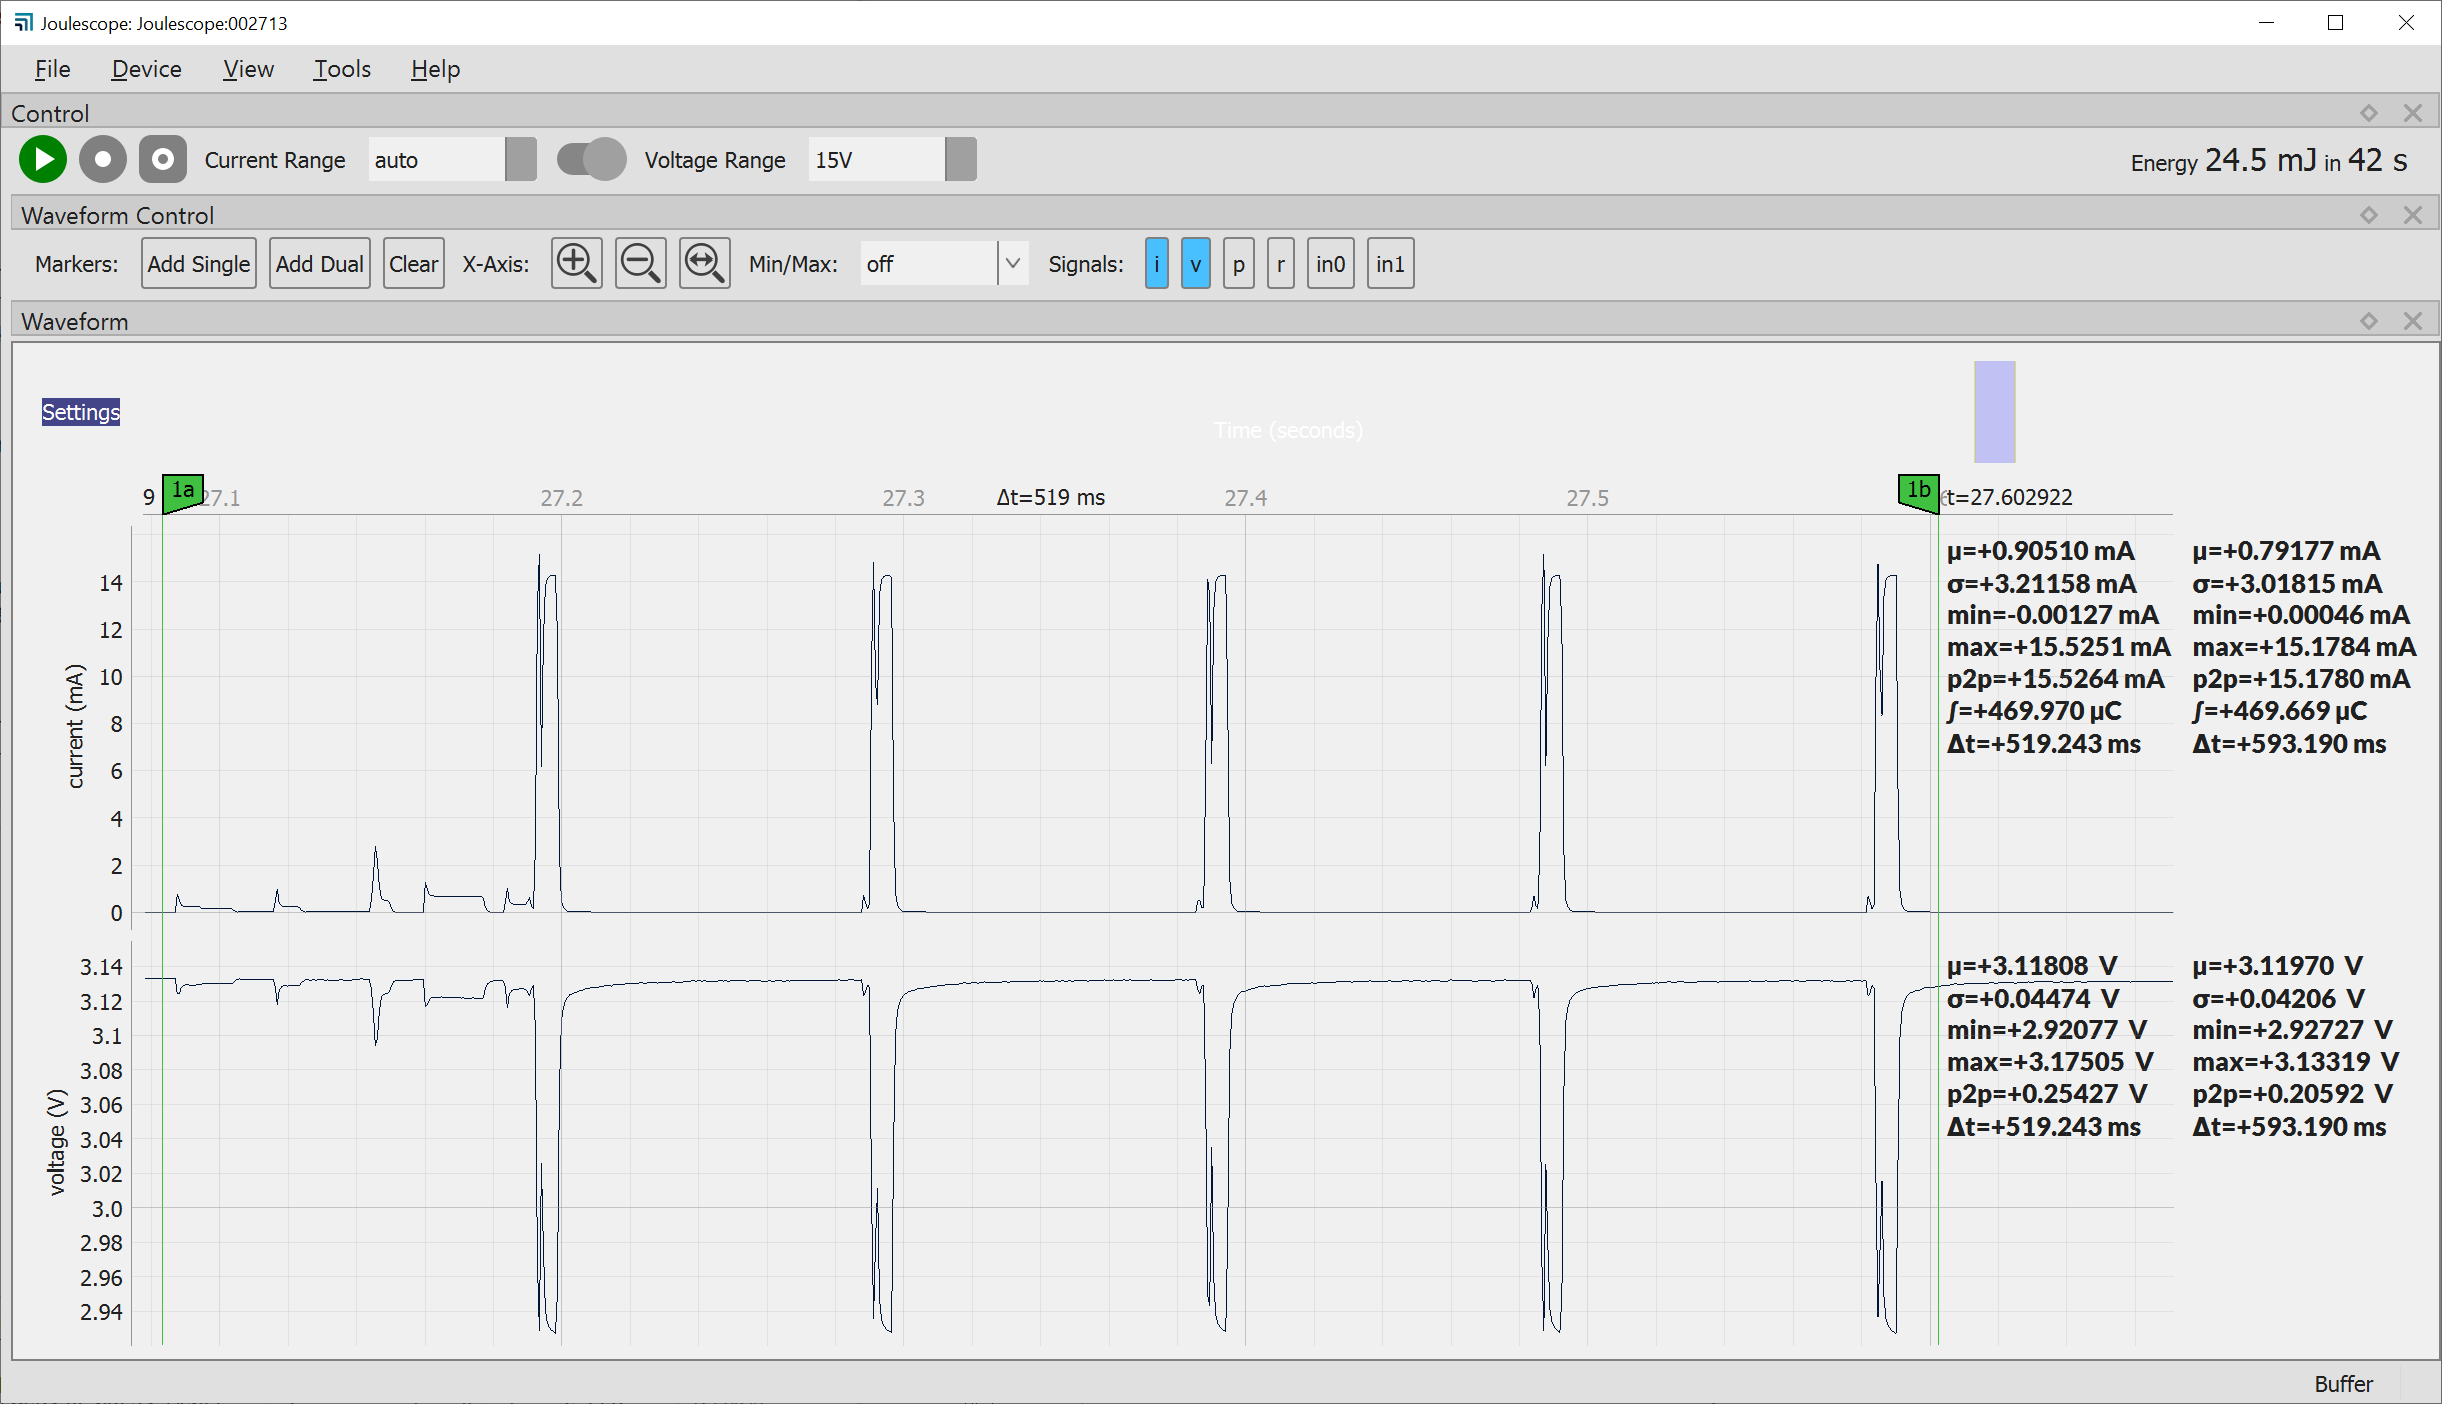 Joulescope: Joulescope:002713
File Device View Tools Help
Control
Current Range auto Voltage Range 15V Energy 24.5 mJ in 42 s
Waveform Control
Markers: Add Single Add Dual Clear X-Axis: Min/Max: off Signals: i v p r in0 in1
Waveform
Settings
Time (seconds)
9 1a 27.1 27.2 27.3 Δt=519 ms 27.4 27.5 1b t=27.602922
μ=+0.90510 mA μ=+0.79177 mA
σ=+3.21158 mA σ=+3.01815 mA
min=-0.00127 mA min=+0.00046 mA
max=+15.5251 mA max=+15.1784 mA
p2p=+15.5264 mA p2p=+15.1780 mA
∫=+469.970 μC ∫=+469.669 μC
Δt=+519.243 ms Δt=+593.190 ms
14
12
10
8
6
4
2
0
current (mA)
μ=+3.11808 V μ=+3.11970 V
σ=+0.04474 V σ=+0.04206 V
min=+2.92077 V min=+2.92727 V
max=+3.17505 V max=+3.13319 V
p2p=+0.25427 V p2p=+0.20592 V
Δt=+519.243 ms Δt=+593.190 ms
3.14
3.12
3.1
3.08
3.06
3.04
3.02
3.0
2.98
2.96
2.94
voltage (V)
Buffer